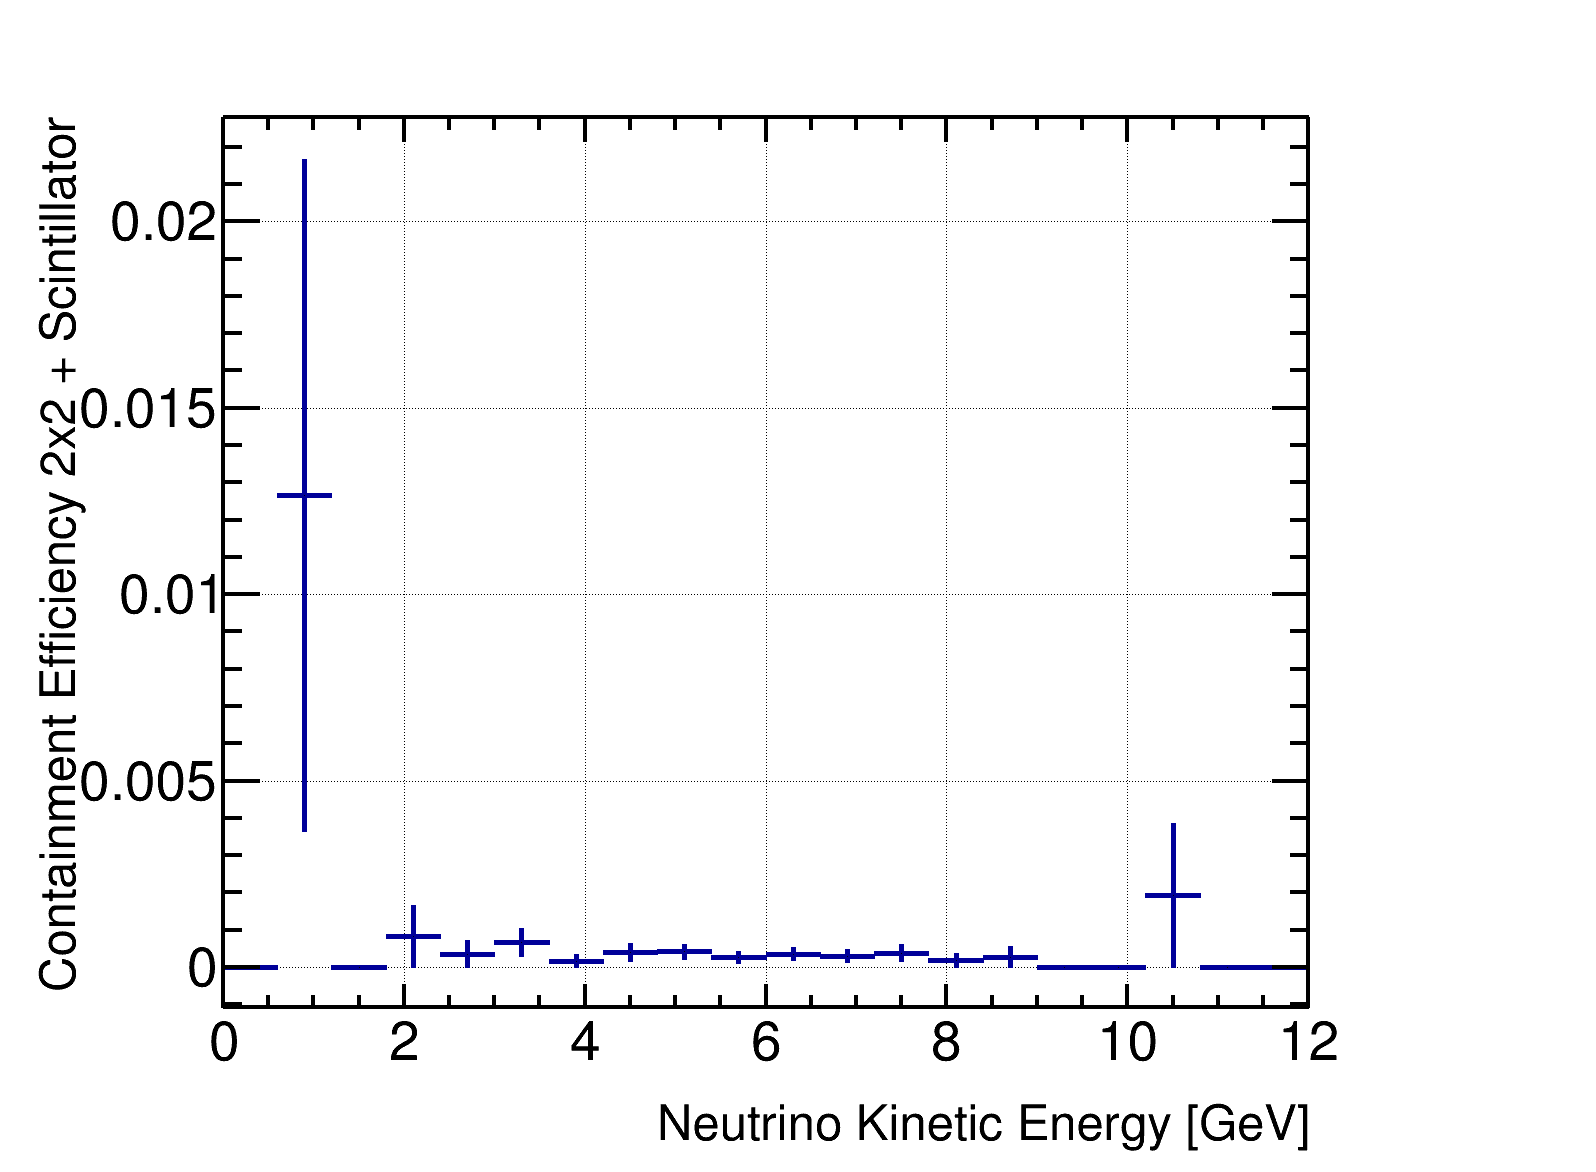 Containment Efficiency 2x2 + Scintillator
0.02
0.015
0.01
0.005
0
0 2 4 6 8 10 12
Neutrino Kinetic Energy [GeV]